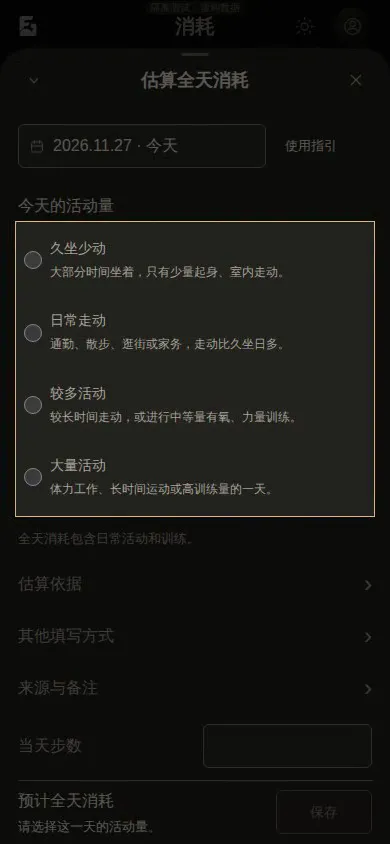 消耗
估算全天消耗
2026.11.27 · 今天
使用指引
今天的活动量
久坐少动
大部分时间坐着，只有少量起身、室内走动。
日常走动
通勤、散步、逛街或家务，走动比久坐日多。
较多活动
较长时间走动，或进行中等量有氧、力量训练。
大量活动
体力工作、长时间运动或高训练量的一天。
全天消耗包含日常活动和训练。
估算依据
其他填写方式
来源与备注
当天步数
预计全天消耗
保存
请选择这一天的活动量。